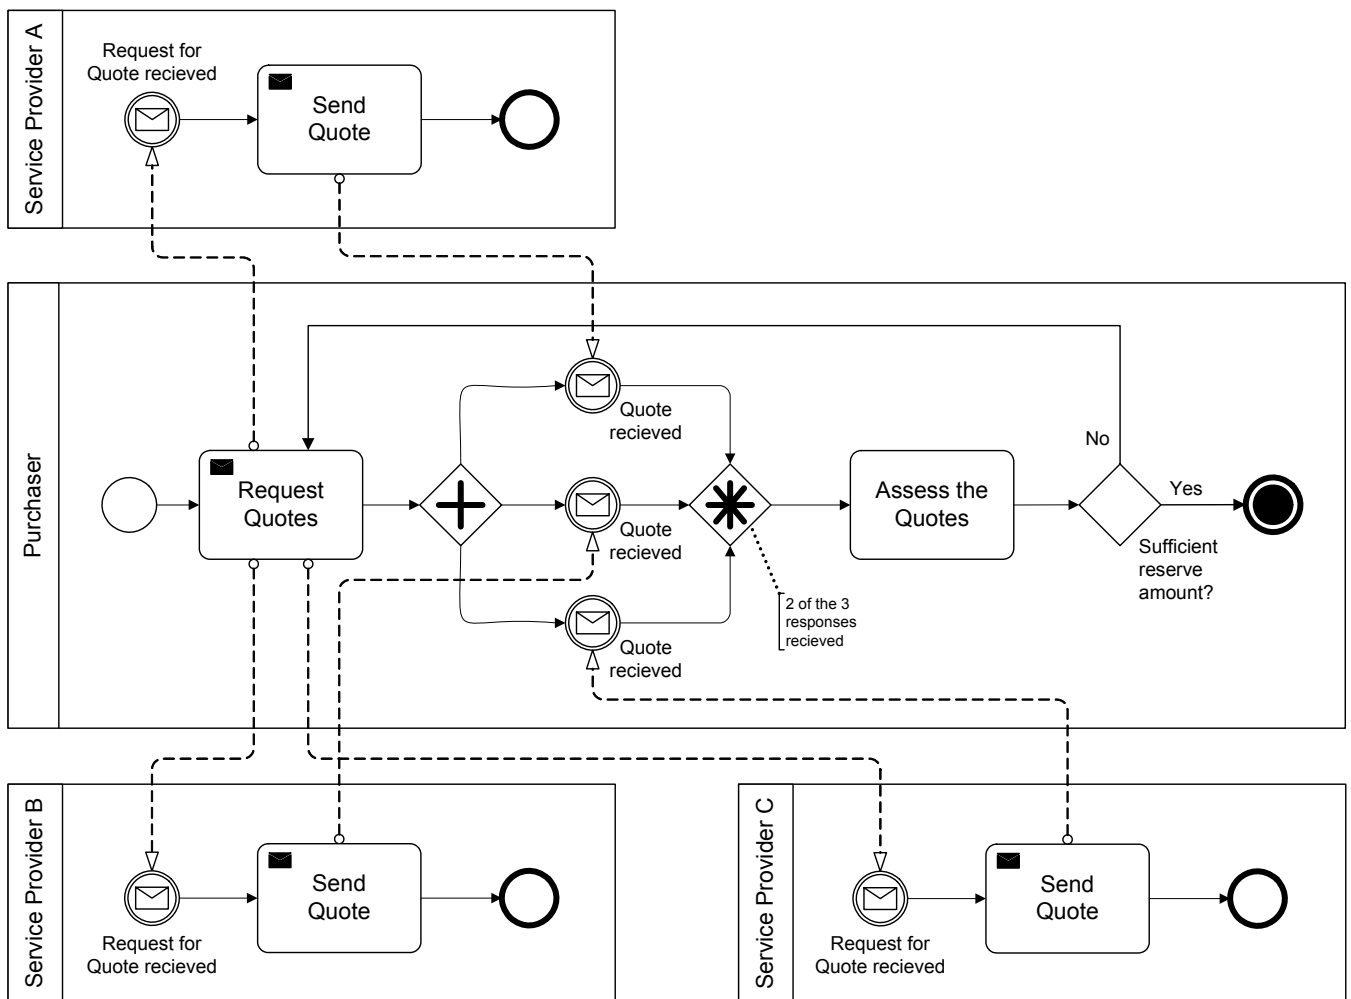 Service Provider A
Request for
Quote recieved
Send
Quote
Purchaser
Request
Quotes
Quote
recieved
Quote
recieved
Quote
recieved
2 of the 3
responses
recieved
Assess the
Quotes
No
Yes
Sufficient
reserve
amount?
Service Provider B
Request for
Quote recieved
Send
Quote
Service Provider C
Request for
Quote recieved
Send
Quote